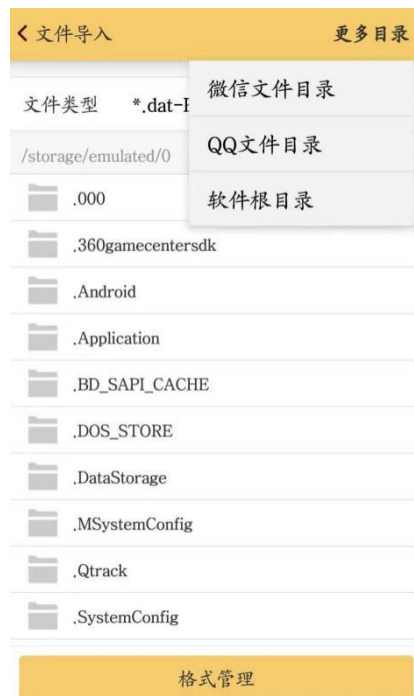 文件导入
更多目录
文件类型 *.dat-
微信文件目录
/storage/emulated/0
QQ文件目录
.000
软件根目录
.360gamecentersdk
.Android
.Application
.BD_SAPI_CACHE
.DOS_STORE
.DataStorage
.MSystemConfig
.Qtrack
.SystemConfig
格式管理